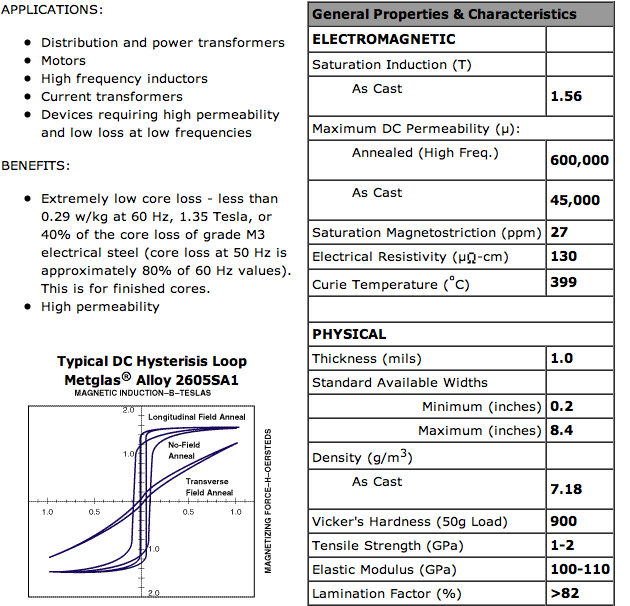 APPLICATIONS:
Distribution and power transformers
Motors
High frequency inductors
Current transformers
Devices requiring high permeability
and low loss at low frequencies
BENEFITS:
Extremely low core loss - less than
0.29 w/kg at 60 Hz, 1.35 Tesla, or
40% of the core loss of grade M3
electrical steel (core loss at 50 Hz is
approximately 80% of 60 Hz values).
This is for finished cores.
High permeability
Typical DC Hysterisis Loop
Metglas® Alloy 2605SA1
MAGNETIC INDUCTION–B–TESLAS
2.0
Longitudinal Field Anneal
1.0
No-Field
Anneal
Transverse
Field Anneal
1.0 0.5 0.5 1.0
1.0
2.0
MAGNETIZING FORCE–H–OERSTEDS
General Properties & Characteristics
ELECTROMAGNETIC
Saturation Induction (T)
As Cast 1.56
Maximum DC Permeability (µ):
Annealed (High Freq.) 600,000
As Cast 45,000
Saturation Magnetostriction (ppm) 27
Electrical Resistivity (µΩ-cm) 130
Curie Temperature (°C) 399
PHYSICAL
Thickness (mils) 1.0
Standard Available Widths
Minimum (inches) 0.2
Maximum (inches) 8.4
Density (g/m³)
As Cast 7.18
Vicker's Hardness (50g Load) 900
Tensile Strength (GPa) 1-2
Elastic Modulus (GPa) 100-110
Lamination Factor (%) >82